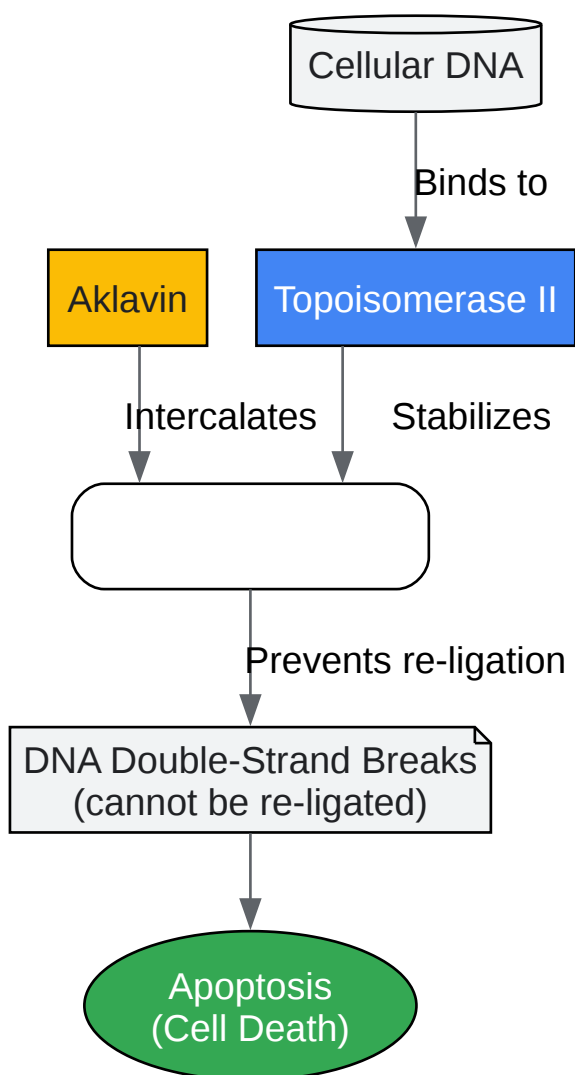 Cellular DNA
Binds to
Aklavin
Topoisomerase II
Intercalates
Stabilizes
Prevents re-ligation
DNA Double-Strand Breaks
(cannot be re-ligated)
Apoptosis
(Cell Death)